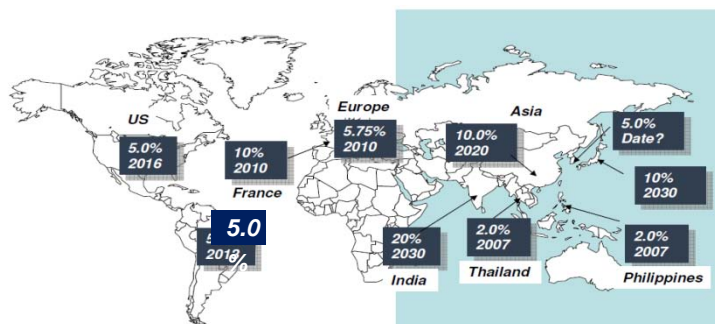 US
5.0%
2016
10%
2010
France
Europe
5.75%
2010
Asia
10.0%
2020
5.0%
Date?
10%
2030
5.0
%
20%
2030
India
2.0%
2007
Thailand
2.0%
2007
Philippines